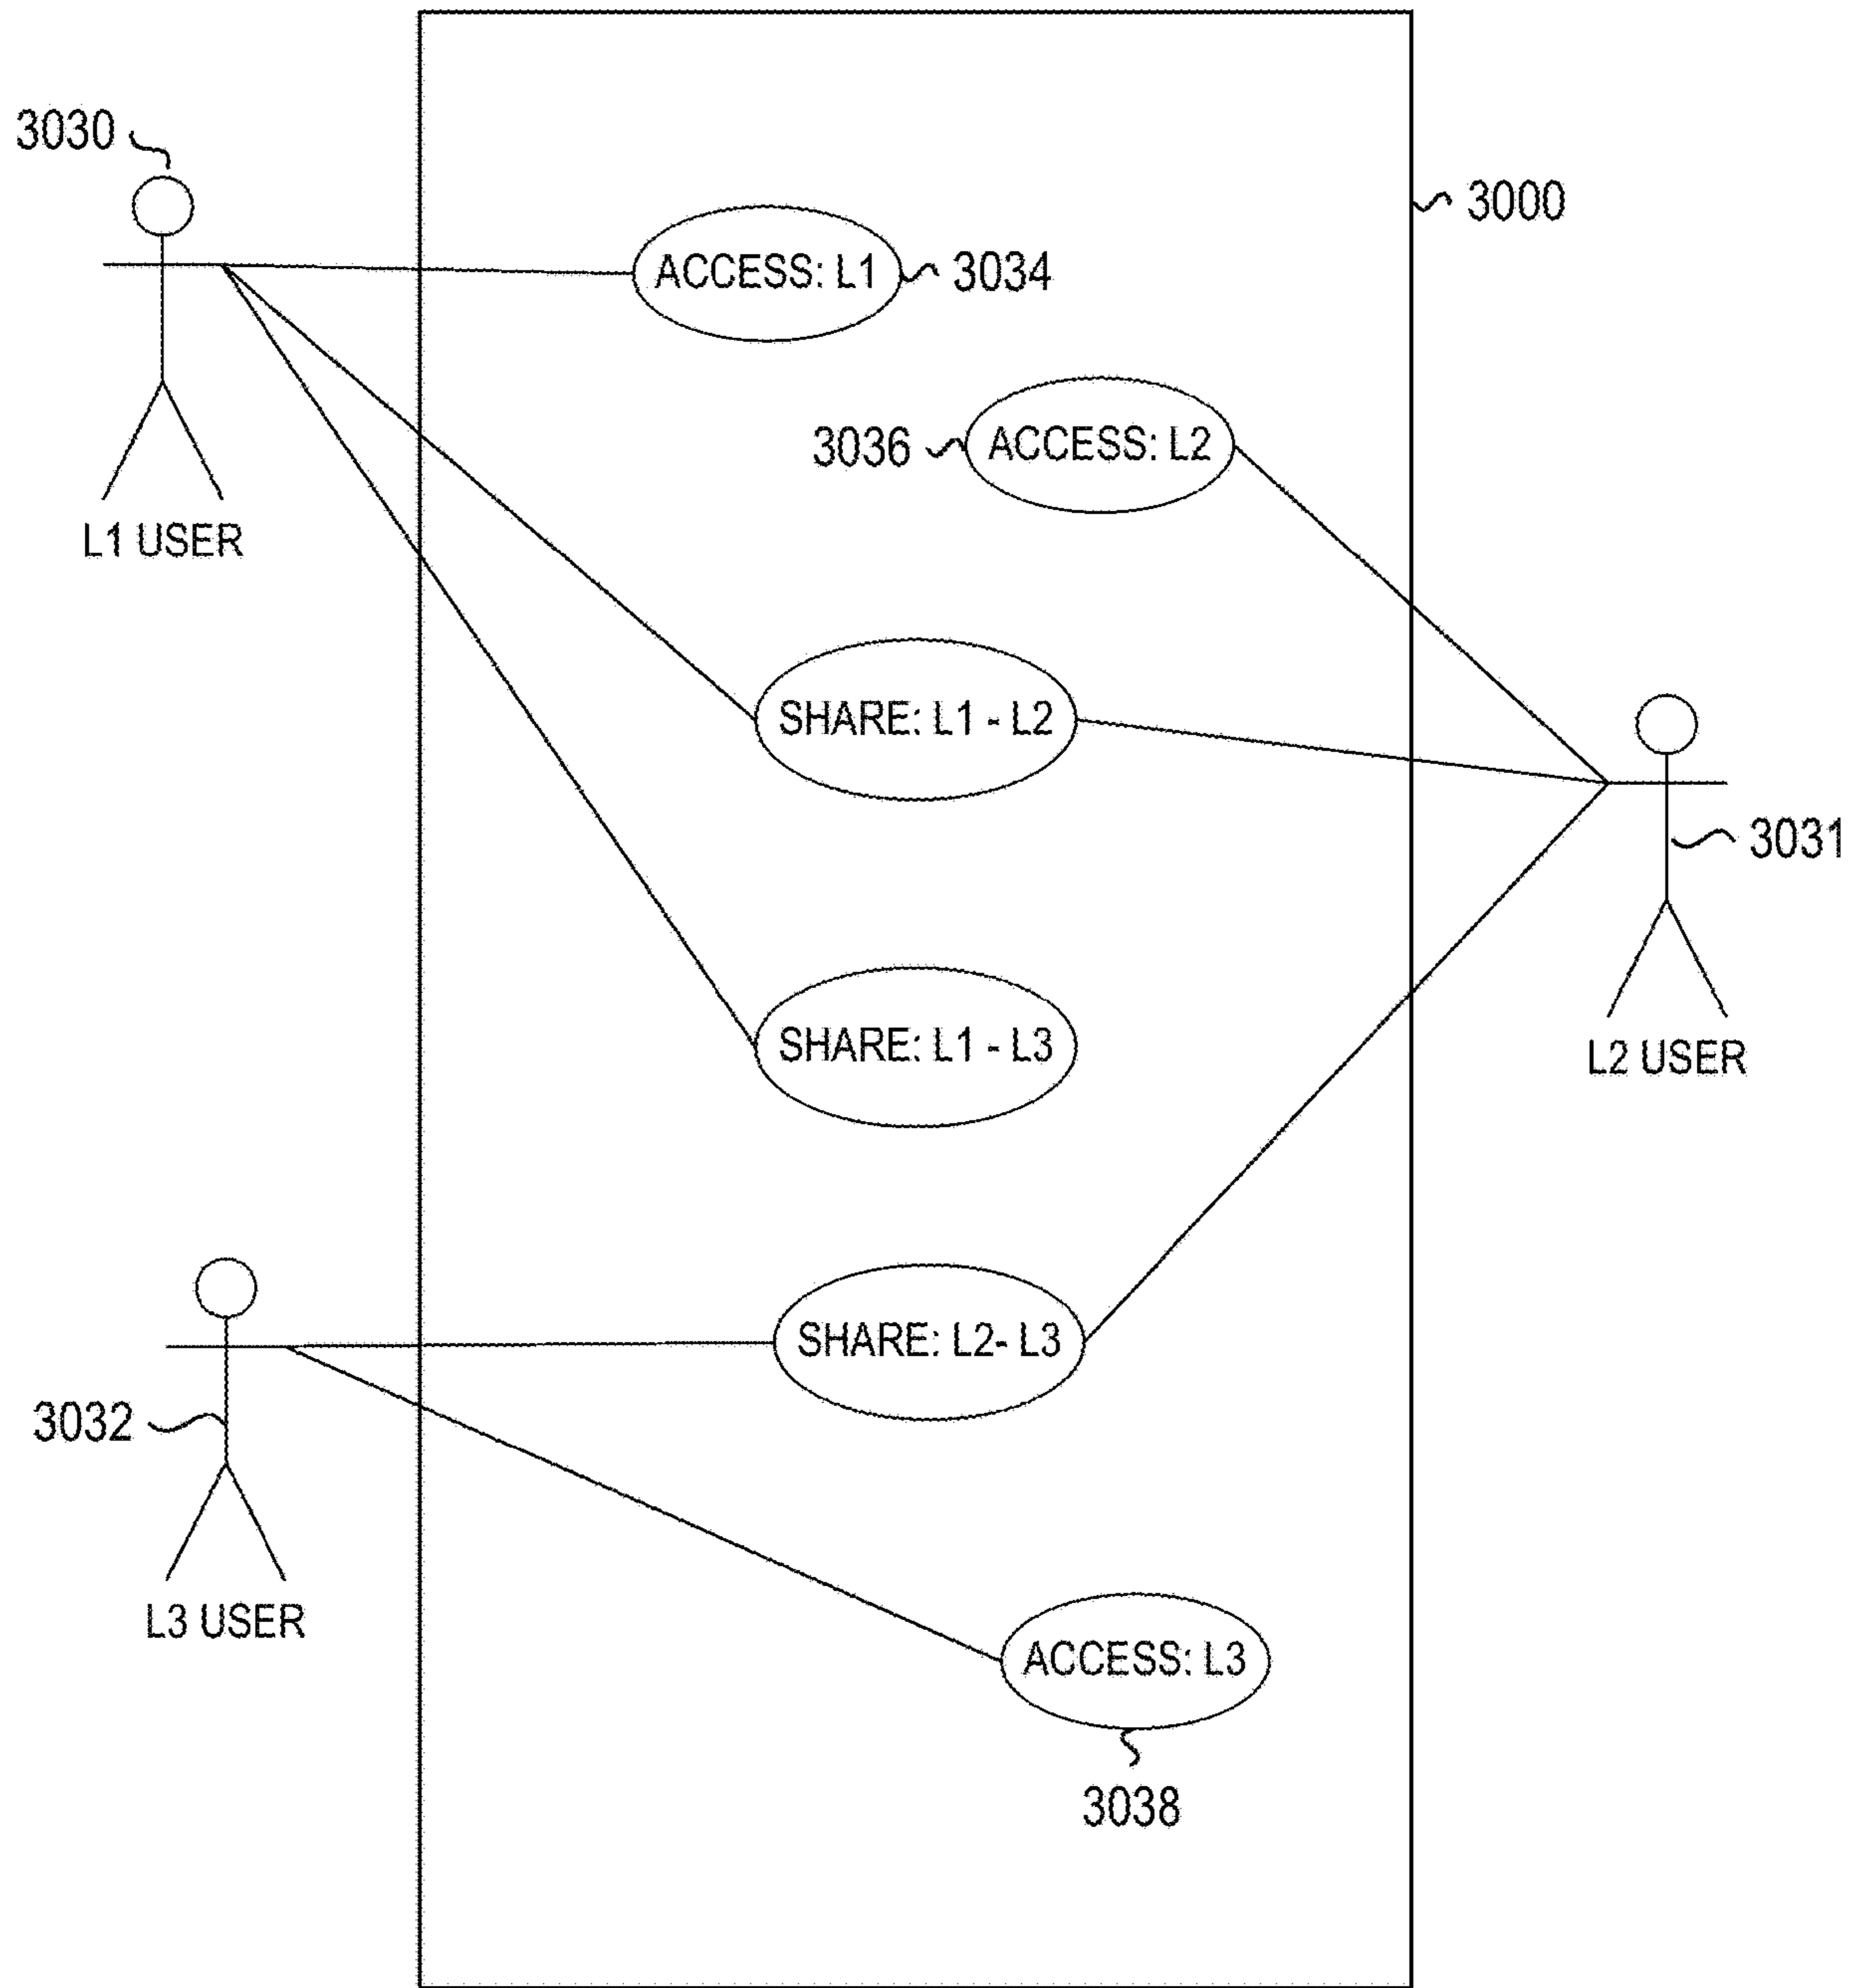 3030
3000
ACCESS: L1
3034
3036
ACCESS: L2
L1 USER
SHARE: L1 - L2
3031
SHARE: L1 - L3
L2 USER
SHARE: L2- L3
3032
L3 USER
ACCESS: L3
3038